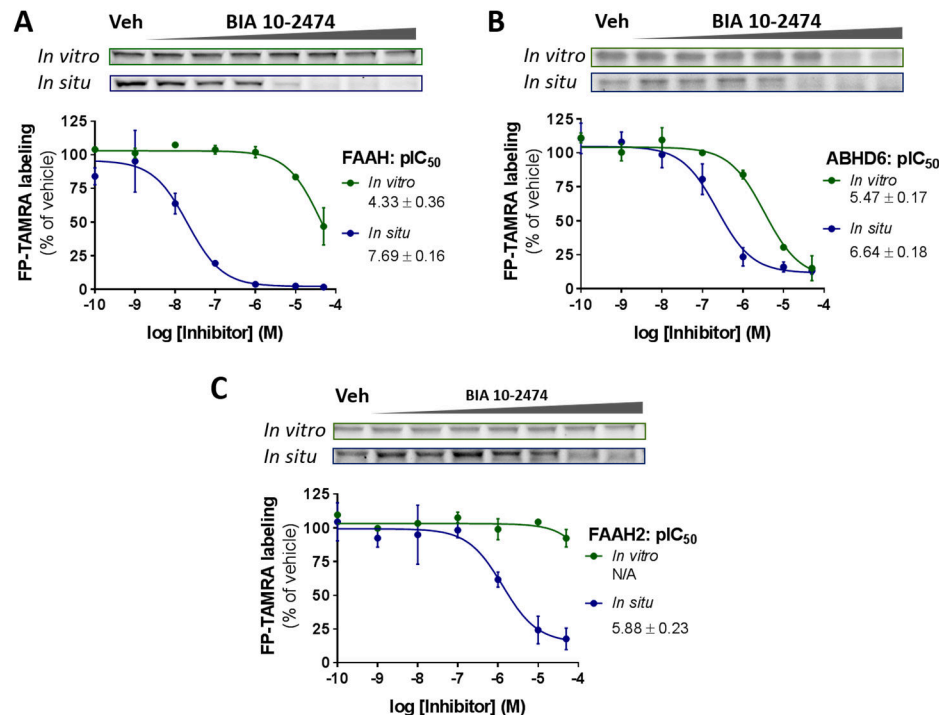 A
Veh BIA 10-2474
In vitro
In situ
FP-TAMRA labeling
(% of vehicle)
125
100
75
50
25
0
-10 -9 -8 -7 -6 -5 -4
log [Inhibitor] (M)
FAAH: pIC50
In vitro
4.33 ± 0.36
In situ
7.69 ± 0.16
B
Veh BIA 10-2474
In vitro
In situ
FP-TAMRA labeling
(% of vehicle)
125
100
75
50
25
0
-10 -9 -8 -7 -6 -5 -4
log [Inhibitor] (M)
ABHD6: pIC50
In vitro
5.47 ± 0.17
In situ
6.64 ± 0.18
C
Veh BIA 10-2474
In vitro
In situ
FP-TAMRA labeling
(% of vehicle)
125
100
75
50
25
0
-10 -9 -8 -7 -6 -5 -4
log [Inhibitor] (M)
FAAH2: pIC50
In vitro
N/A
In situ
5.88 ± 0.23